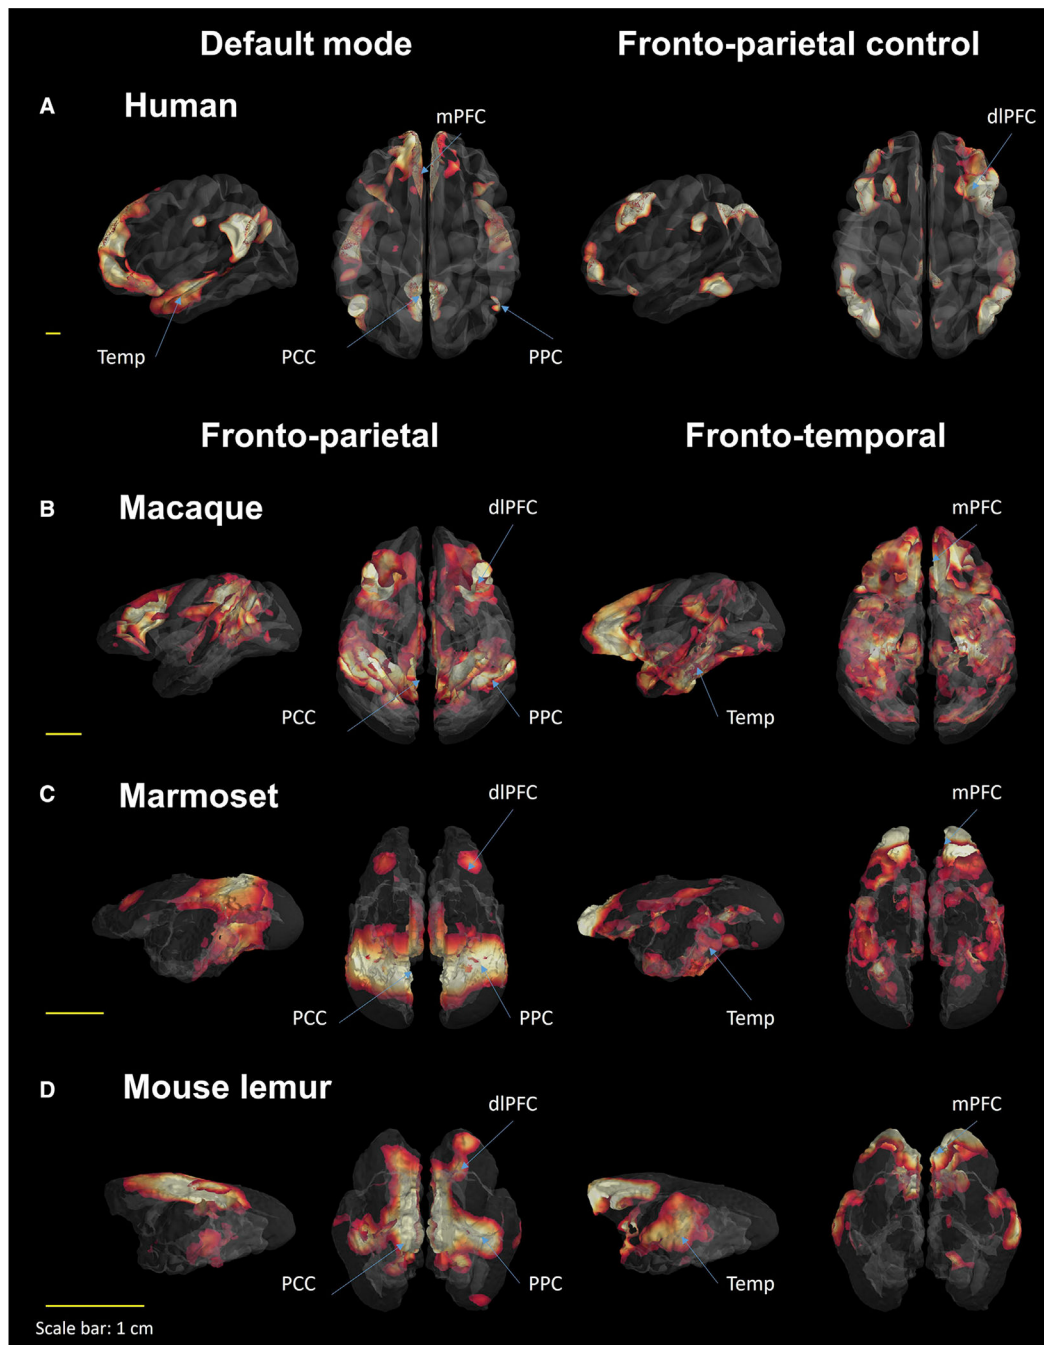 Default mode
Fronto-parietal control
A
Human
mPFC
dlPFC
Temp
PCC
PPC
Fronto-parietal
Fronto-temporal
B
Macaque
dlPFC
mPFC
PCC
PPC
Temp
C
Marmoset
dlPFC
mPFC
PCC
PPC
Temp
D
Mouse lemur
dlPFC
mPFC
PCC
PPC
Temp
Scale bar: 1 cm